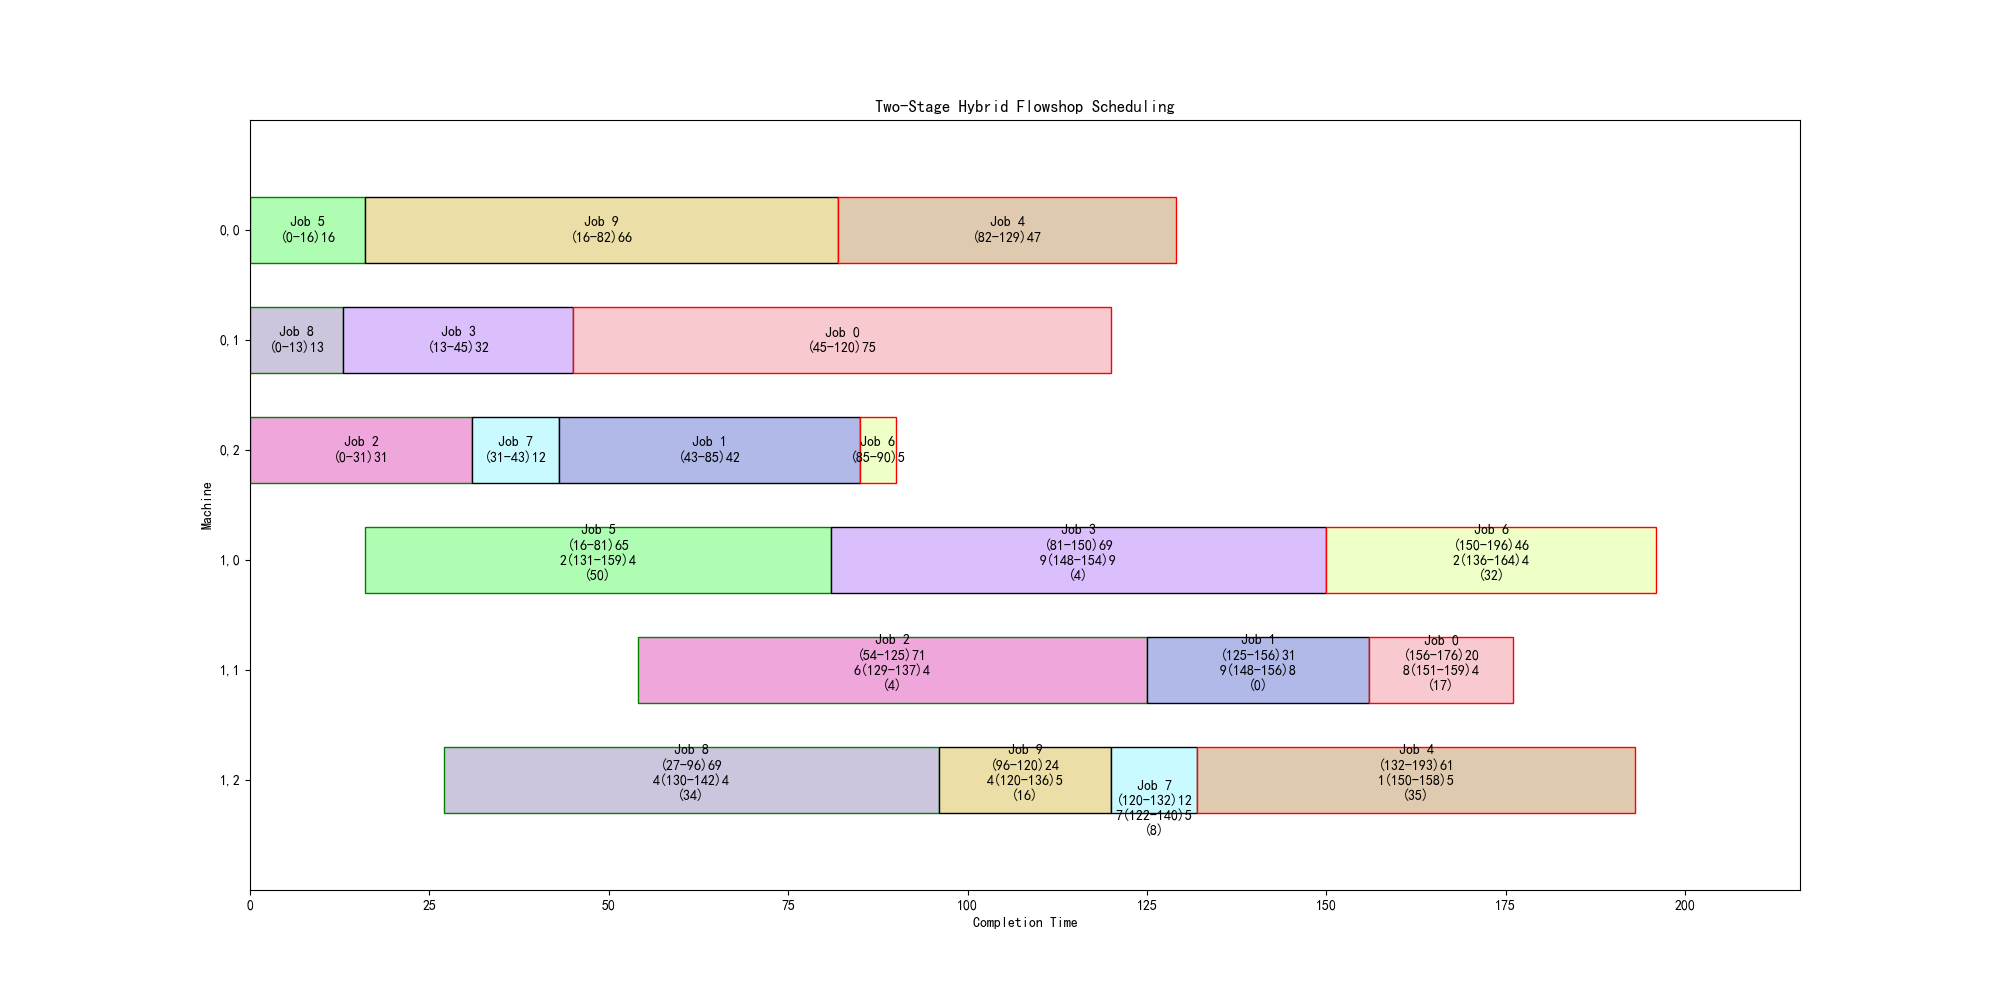 Two-Stage Hybrid Flowshop Scheduling
0,0
Job 5
(0-16)16
Job 9
(16-82)66
Job 4
(82-129)47
0,1
Job 8
(0-13)13
Job 3
(13-45)32
Job 0
(45-120)75
0,2
Job 2
(0-31)31
Job 7
(31-43)12
Job 1
(43-85)42
Job 6
(85-90)5
Machine
1,0
Job 5
(16-81)65
2(131-159)4
(50)
Job 3
(81-150)69
9(148-154)9
(4)
Job 6
(150-196)46
2(136-164)4
(32)
1,1
Job 2
(54-125)71
6(129-137)4
(4)
Job 1
(125-156)31
9(148-156)8
(0)
Job 0
(156-176)20
8(151-159)4
(17)
1,2
Job 8
(27-96)69
4(130-142)4
(34)
Job 9
(96-120)24
4(120-136)5
(16)
Job 7
(120-132)12
7(122-140)5
(8)
Job 4
(132-193)61
1(150-158)5
(35)
0 25 50 75 100 125 150 175 200
Completion Time